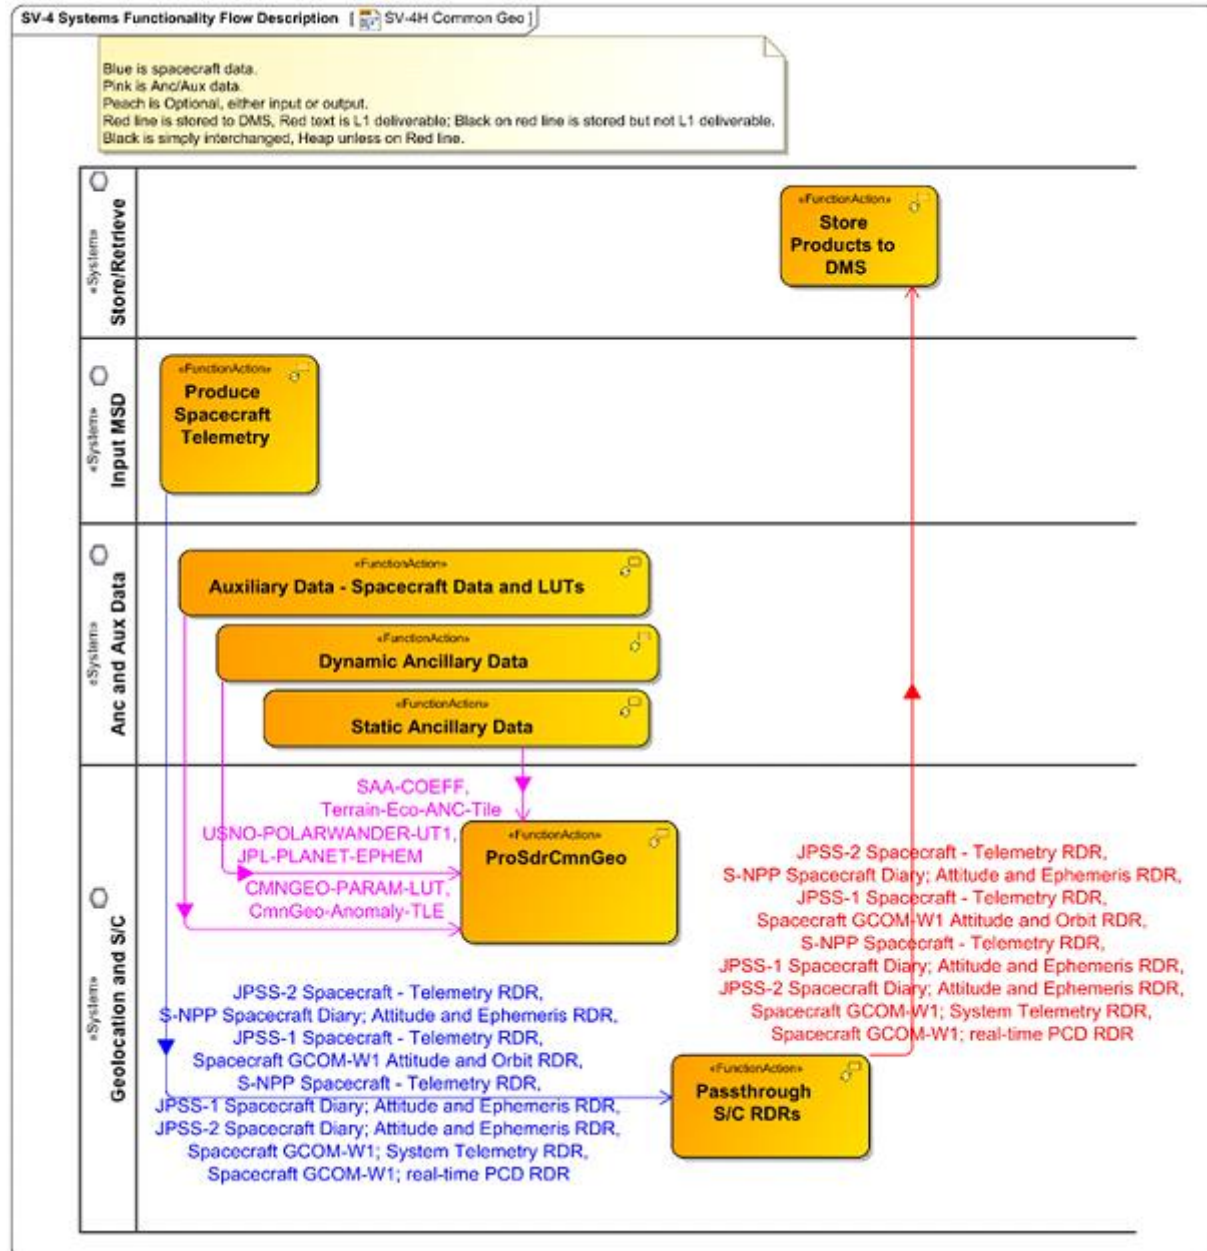 SV-4 Systems Functionality Flow Description [ SV-4H Common Geo ]
Blue is spacecraft data.
Pink is Anc/Aux data.
Peach is Optional, either input or output.
Red line is stored to DMS, Red text is L1 deliverable; Black on red line is stored but not L1 deliverable.
Black is simply interchanged, Heap unless on Red line.
«System»
Store/Retrieve
«FunctionAction»
Store
Products to
DMS
«System»
Input MSD
«FunctionAction»
Produce
Spacecraft
Telemetry
«System»
Anc and Aux Data
«FunctionAction»
Auxiliary Data - Spacecraft Data and LUTs
«FunctionAction»
Dynamic Ancillary Data
«FunctionAction»
Static Ancillary Data
«System»
Geolocation and S/C
SAA-COEFF,
Terrain-Eco-ANC-Tile
USNO-POLARWANDER-UT1,
JPL-PLANET-EPHEM
CMNGEO-PARAM-LUT,
CmnGeo-Anomaly-TLE
«FunctionAction»
ProSdrCmnGeo
JPSS-2 Spacecraft - Telemetry RDR,
S-NPP Spacecraft Diary; Attitude and Ephemeris RDR,
JPSS-1 Spacecraft - Telemetry RDR,
Spacecraft GCOM-W1 Attitude and Orbit RDR,
S-NPP Spacecraft - Telemetry RDR,
JPSS-1 Spacecraft Diary; Attitude and Ephemeris RDR,
JPSS-2 Spacecraft Diary; Attitude and Ephemeris RDR,
Spacecraft GCOM-W1; System Telemetry RDR,
Spacecraft GCOM-W1; real-time PCD RDR
JPSS-2 Spacecraft - Telemetry RDR,
S-NPP Spacecraft Diary; Attitude and Ephemeris RDR,
JPSS-1 Spacecraft - Telemetry RDR,
Spacecraft GCOM-W1 Attitude and Orbit RDR,
S-NPP Spacecraft - Telemetry RDR,
JPSS-1 Spacecraft Diary; Attitude and Ephemeris RDR,
JPSS-2 Spacecraft Diary; Attitude and Ephemeris RDR,
Spacecraft GCOM-W1; System Telemetry RDR,
Spacecraft GCOM-W1; real-time PCD RDR
«FunctionAction»
Passthrough
S/C RDRs